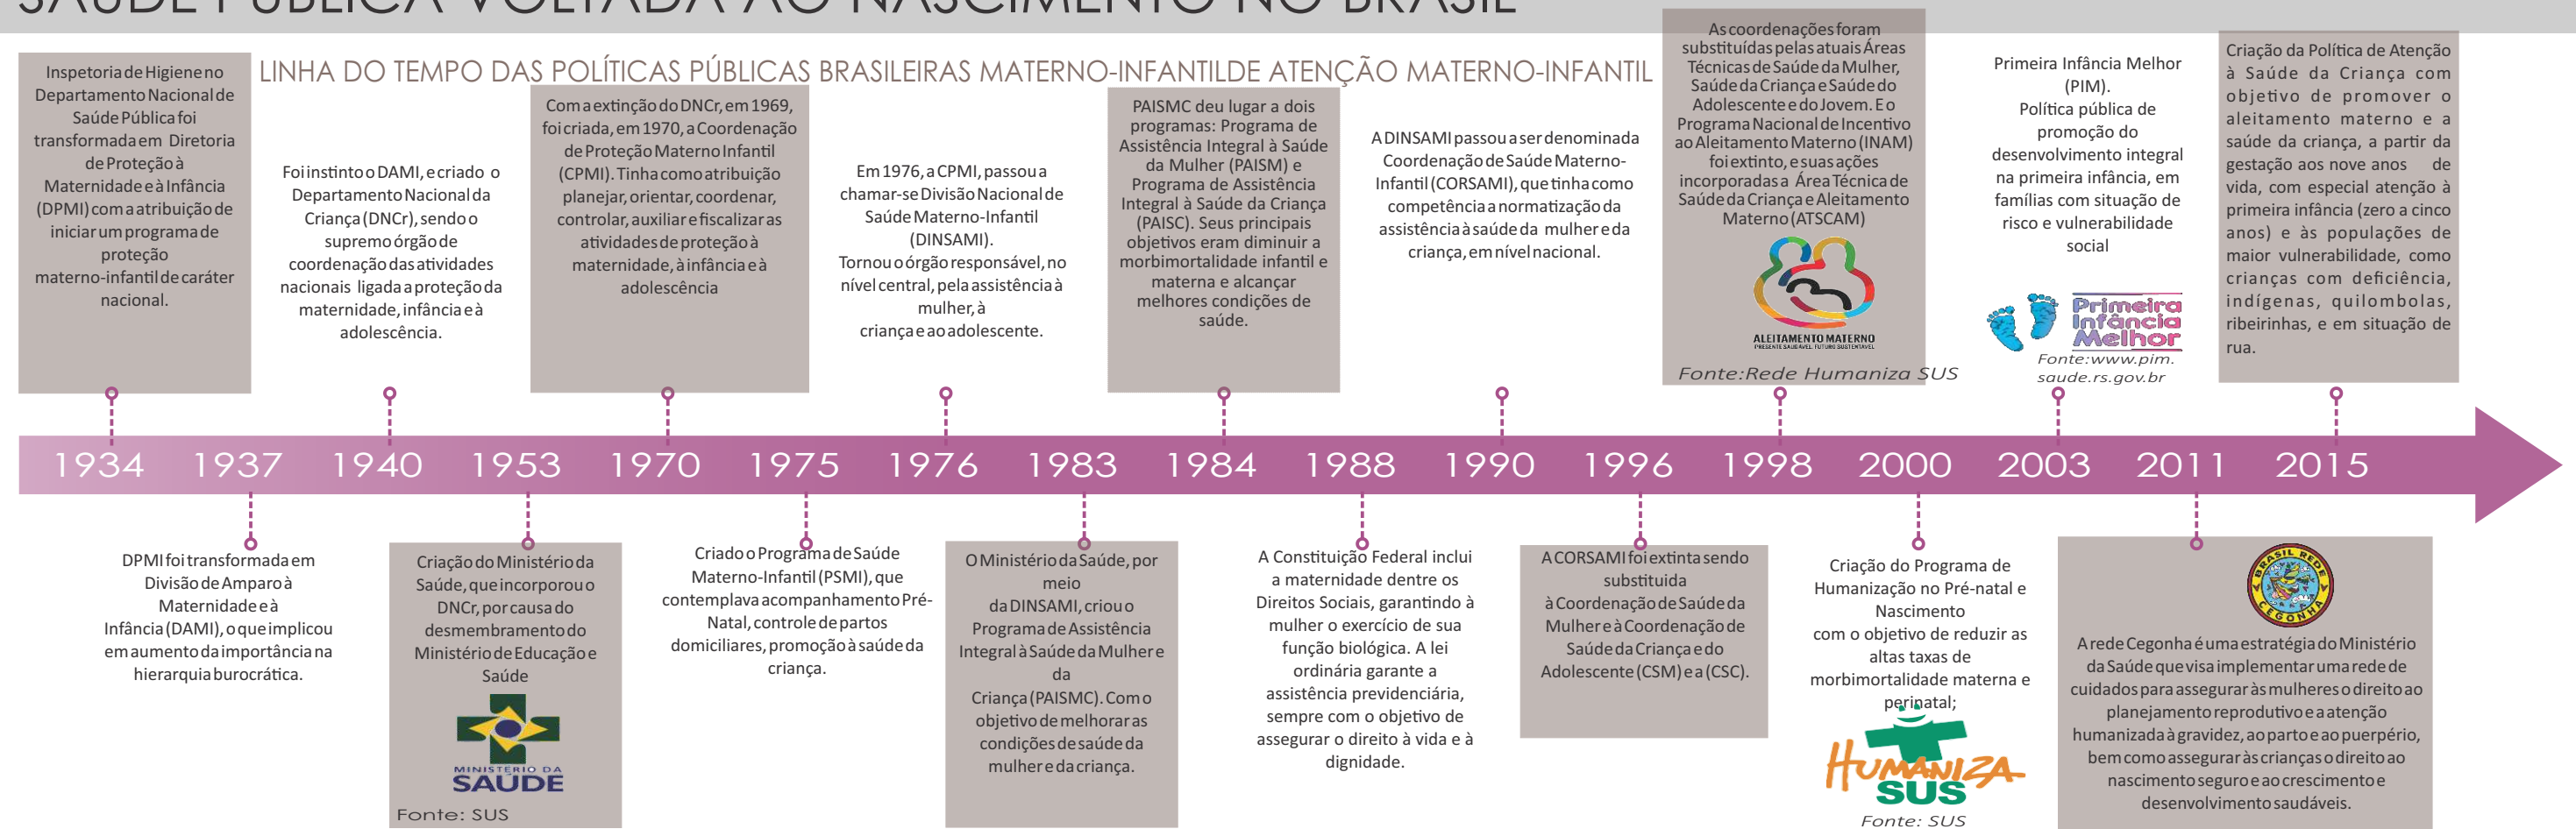 SAÚDE PÚBLICA VOLTADA AO NASCIMENTO NO BRASIL
LINHA DO TEMPO DAS POLÍTICAS PÚBLICAS BRASILEIRAS MATERNO-INFANTILDE ATENÇÃO MATERNO-INFANTIL
Inspetoria de Higiene no
Departamento Nacional de
Saúde Pública foi
transformada em Diretoria
de Proteção à
Maternidade e à Infância
(DPMI) com a atribuição de
iniciar um programa de
proteção
materno-infantil de caráter
nacional.
Foi instinto o DAMI, e criado o
Departamento Nacional da
Criança (DNCr), sendo o
supremo órgão de
coordenação das atividades
nacionais ligada a proteção da
maternidade, infância e à
adolescência.
Com a extinção do DNCr, em 1969,
foi criada, em 1970, a Coordenação
de Proteção Materno Infantil
(CPMI). Tinha como atribuição
planejar, orientar, coordenar,
controlar, auxiliar e fiscalizar as
atividades de proteção à
maternidade, à infância e à
adolescência
Em 1976, a CPMI, passou a
chamar-se Divisão Nacional de
Saúde Materno-Infantil
(DINSAMI).
Tornou o órgão responsável, no
nível central, pela assistência à
mulher, à
criança e ao adolescente.
PAISMC deu lugar a dois
programas: Programa de
Assistência Integral à Saúde
da Mulher (PAISM) e
Programa de Assistência
Integral à Saúde da Criança
(PAISC). Seus principais
objetivos eram diminuir a
morbimortalidade infantil e
materna e alcançar
melhores condições de
saúde.
A DINSAMI passou a ser denominada
Coordenação de Saúde Materno-
Infantil (CORSAMI), que tinha como
competência a normatização da
assistência à saúde da mulher e da
criança, em nível nacional.
As coordenações foram
substituídas pelas atuais Áreas
Técnicas de Saúde da Mulher,
Saúde da Criança e Saúde do
Adolescente e do Jovem. E o
Programa Nacional de Incentivo
ao Aleitamento Materno (INAM)
foi extinto, e suas ações
incorporadas a Área Técnica de
Saúde da Criança e Aleitamento
Materno (ATSCAM)
ALEITAMENTO MATERNO
PRESENTE SAUDÁVEL, FUTURO SUSTENTÁVEL
Fonte:Rede Humaniza SUS
Primeira Infância Melhor
(PIM).
Política pública de
promoção do
desenvolvimento integral
na primeira infância, em
famílias com situação de
risco e vulnerabilidade
social
Primeira
Infância
Melhor
Fonte:www.pim.
saude.rs.gov.br
Criação da Política de Atenção
à Saúde da Criança com
objetivo de promover o
aleitamento materno e a
saúde da criança, a partir da
gestação aos nove anos de
vida, com especial atenção à
primeira infância (zero a cinco
anos) e às populações de
maior vulnerabilidade, como
crianças com deficiência,
indígenas, quilombolas,
ribeirinhas, e em situação de
rua.
1934 1937 1940 1953 1970 1975 1976 1983 1984 1988 1990 1996 1998 2000 2003 2011 2015
DPMI foi transformada em
Divisão de Amparo à
Maternidade e à
Infância (DAMI), o que implicou
em aumento da importância na
hierarquia burocrática.
Criação do Ministério da
Saúde, que incorporou o
DNCr, por causa do
desmembramento do
Ministério de Educação e
Saúde
MINISTÉRIO DA
SAÚDE
Fonte: SUS
Criado o Programa de Saúde
Materno-Infantil (PSMI), que
contemplava acompanhamento Pré-
Natal, controle de partos
domiciliares, promoção à saúde da
criança.
O Ministério da Saúde, por
meio
da DINSAMI, criou o
Programa de Assistência
Integral à Saúde da Mulher e
da
Criança (PAISMC). Com o
objetivo de melhorar as
condições de saúde da
mulher e da criança.
A Constituição Federal inclui
a maternidade dentre os
Direitos Sociais, garantindo à
mulher o exercício de sua
função biológica. A lei
ordinária garante a
assistência previdenciária,
sempre com o objetivo de
assegurar o direito à vida e à
dignidade.
A CORSAMI foi extinta sendo
substituida
à Coordenação de Saúde da
Mulher e à Coordenação de
Saúde da Criança e do
Adolescente (CSM) e a (CSC).
Criação do Programa de
Humanização no Pré-natal e
Nascimento
com o objetivo de reduzir as
altas taxas de
morbimortalidade materna e
perinatal;
HUMANIZA
SUS
Fonte: SUS
BRASIL REDE
CEGONHA
A rede Cegonha é uma estratégia do Ministério
da Saúde que visa implementar uma rede de
cuidados para assegurar às mulheres o direito ao
planejamento reprodutivo e a atenção
humanizada à gravidez, ao parto e ao puerpério,
bem como assegurar às crianças o direito ao
nascimento seguro e ao crescimento e
desenvolvimento saudáveis.